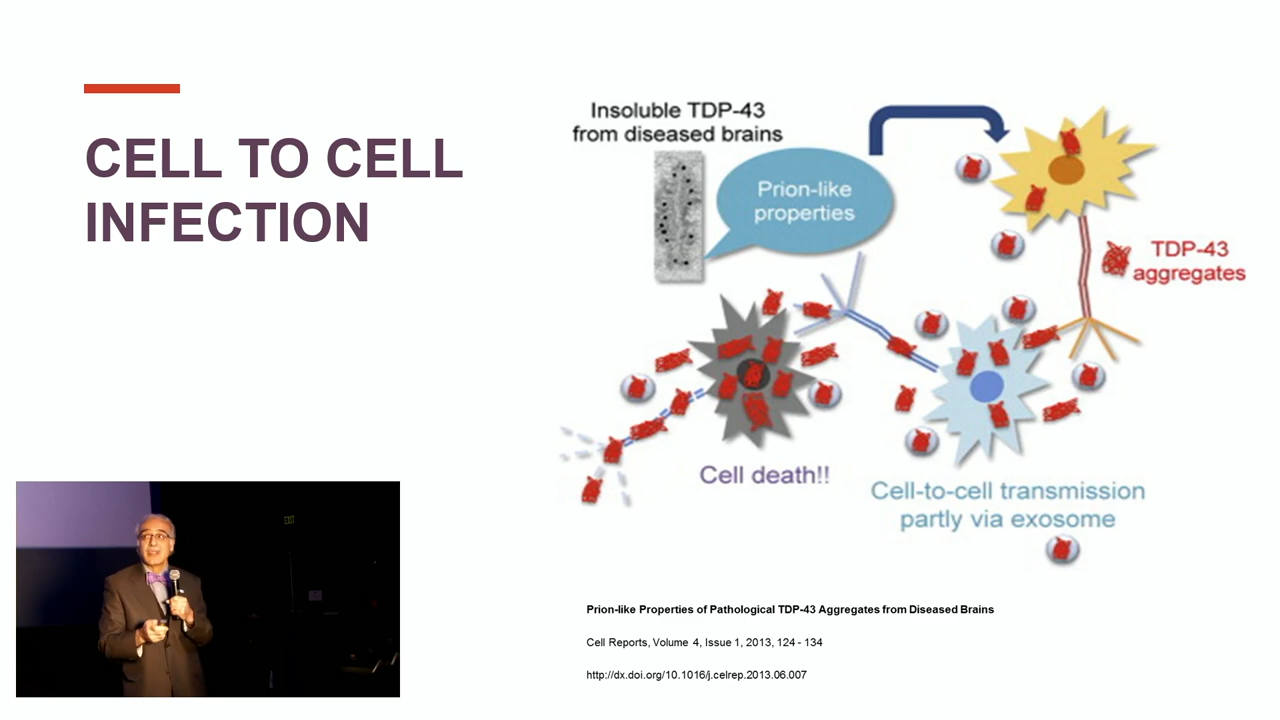 CELL TO CELL
INFECTION
Insoluble TDP-43
from diseased brains
Prion-like
properties
TDP-43
aggregates
Cell death!!
Cell-to-cell transmission
partly via exosome
Prion-like Properties of Pathological TDP-43 Aggregates from Diseased Brains
Cell Reports, Volume 4, Issue 1, 2013, 124 - 134
http://dx.doi.org/10.1016/j.celrep.2013.06.007
EXIT